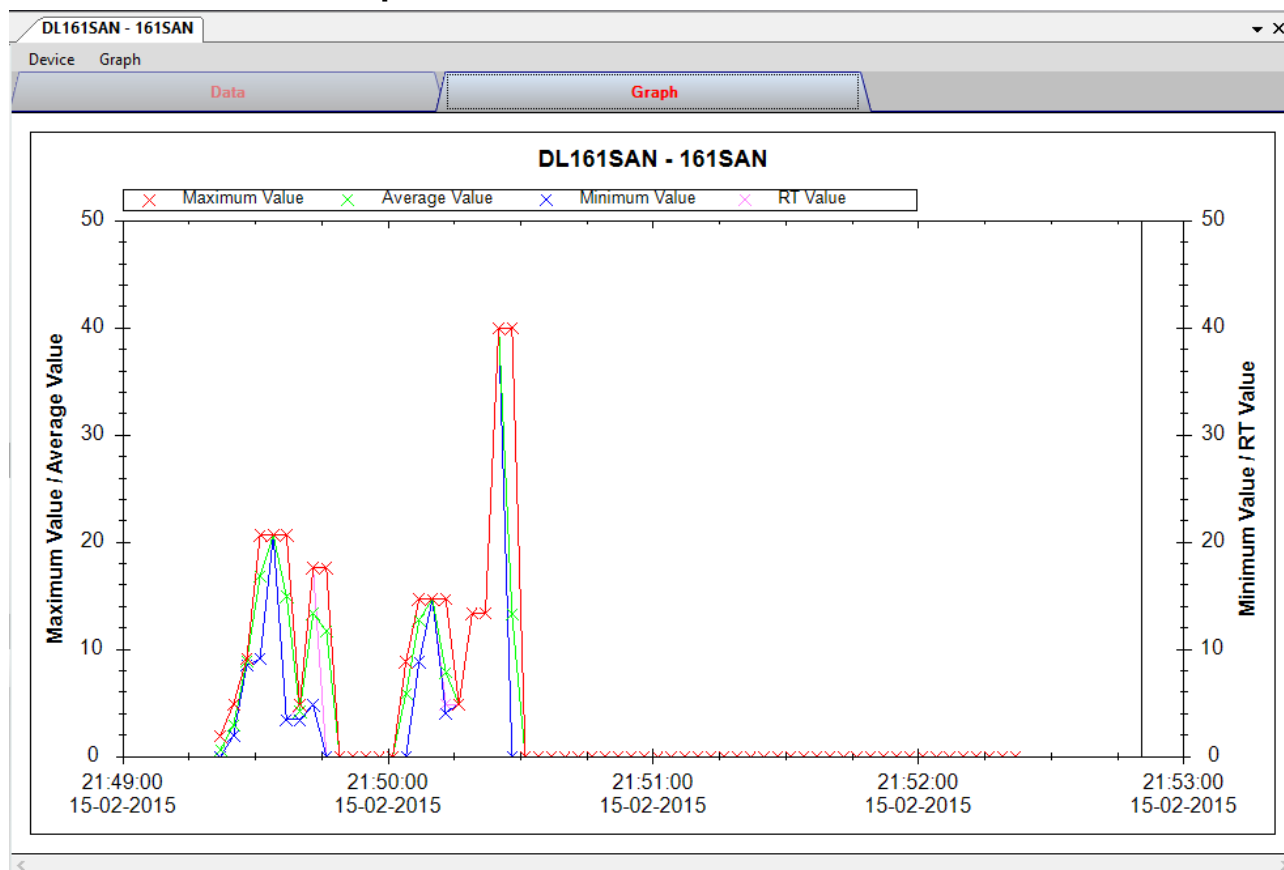 DL161SAN - 161SAN
Device Graph
Data Graph
DL161SAN - 161SAN
Maximum Value Average Value Minimum Value RT Value
50 50
40 40
30 30
20 20
10 10
0 0
Maximum Value / Average Value
Minimum Value / RT Value
21:49:00 21:50:00 21:51:00 21:52:00 21:53:00
15-02-2015 15-02-2015 15-02-2015 15-02-2015 15-02-2015